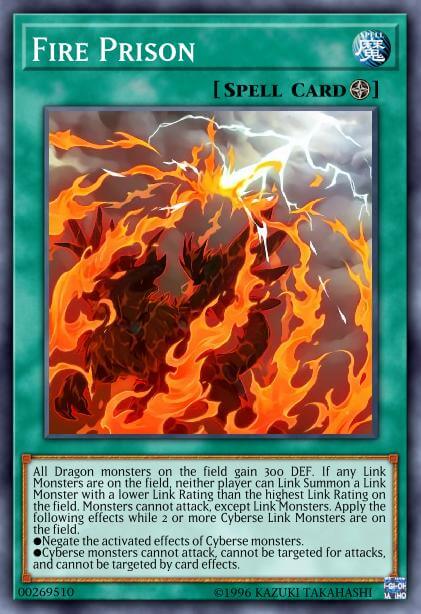 FIRE PRISON
魔
[SPELL CARD]
All Dragon monsters on the field gain 300 DEF. If any Link
Monsters are on the field, neither player can Link Summon a Link
Monster with a lower Link Rating than the highest Link Rating on
the field. Monsters cannot attack, except Link Monsters. Apply the
following effects while 2 or more Cyberse Link Monsters are on
the field.
●Negate the activated effects of Cyberse monsters.
●Cyberse monsters cannot attack, cannot be targeted for attacks,
and cannot be targeted by card effects.
00269510
©1996 KAZUKI TAKAHASHI